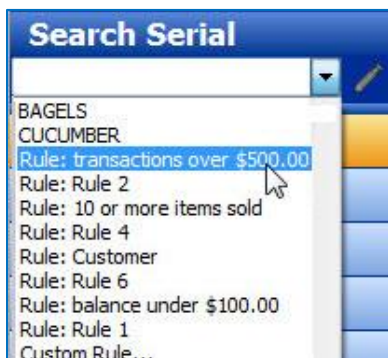 Search Serial
BAGELS
CUCUMBER
Rule: transactions over $500.00
Rule: Rule 2
Rule: 10 or more items sold
Rule: Rule 4
Rule: Customer
Rule: Rule 6
Rule: balance under $100.00
Rule: Rule 1
Custom Rule...